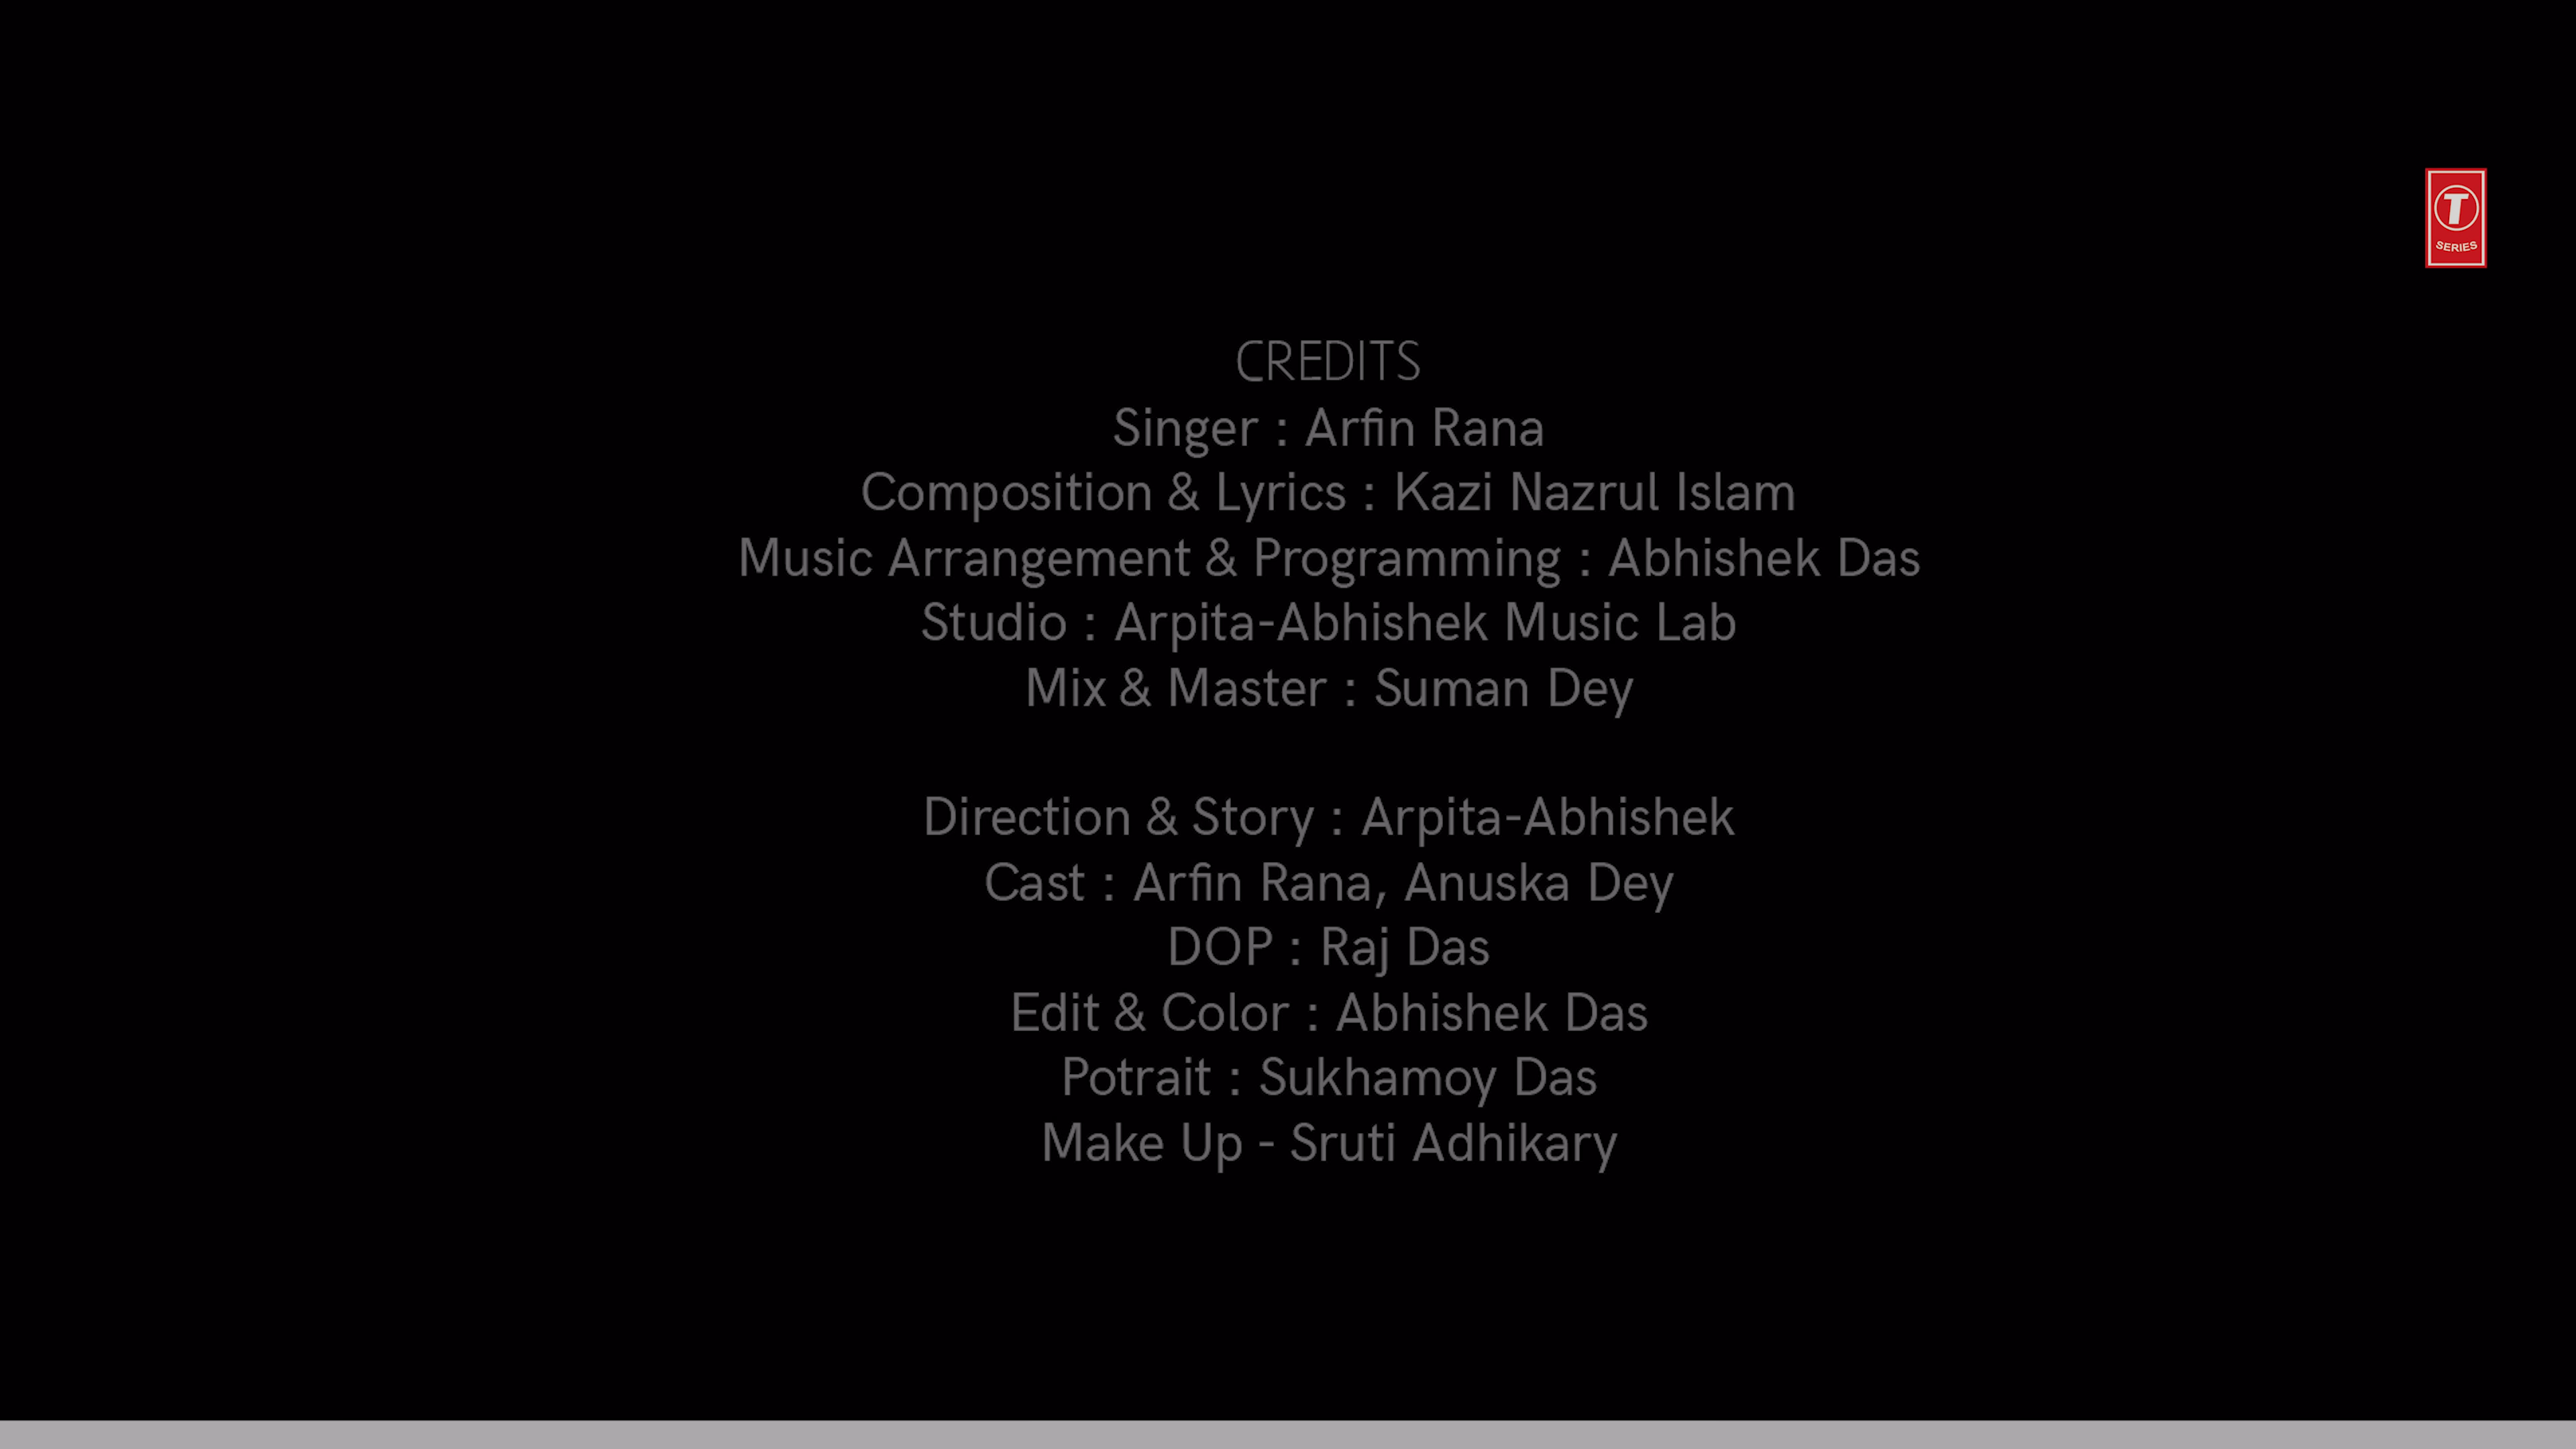 T
SERIES
CREDITS
Singer : Arfin Rana
Composition & Lyrics : Kazi Nazrul Islam
Music Arrangement & Programming : Abhishek Das
Studio : Arpita-Abhishek Music Lab
Mix & Master : Suman Dey
Direction & Story : Arpita-Abhishek
Cast : Arfin Rana, Anuska Dey
DOP : Raj Das
Edit & Color : Abhishek Das
Potrait : Sukhamoy Das
Make Up - Sruti Adhikary